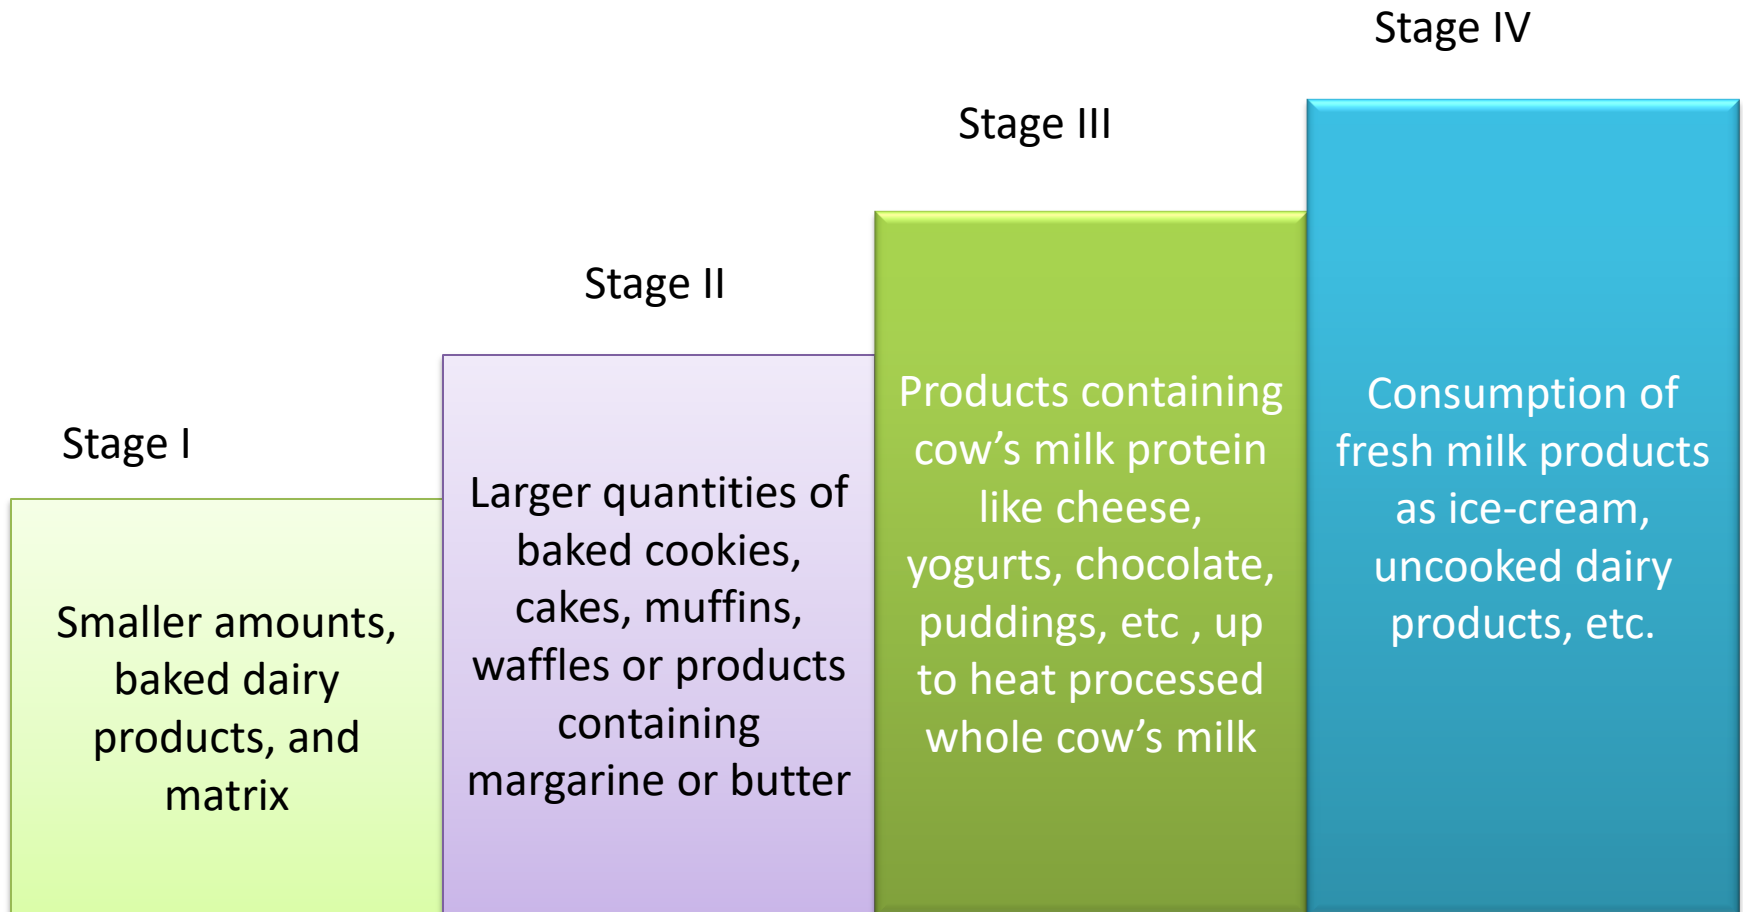 Stage I
Smaller amounts,
baked dairy
products, and
matrix
Stage II
Larger quantities of
baked cookies,
cakes, muffins,
waffles or products
containing
margarine or butter
Stage III
Products containing
cow’s milk protein
like cheese,
yogurts, chocolate,
puddings, etc , up
to heat processed
whole cow’s milk
Stage IV
Consumption of
fresh milk products
as ice-cream,
uncooked dairy
products, etc.